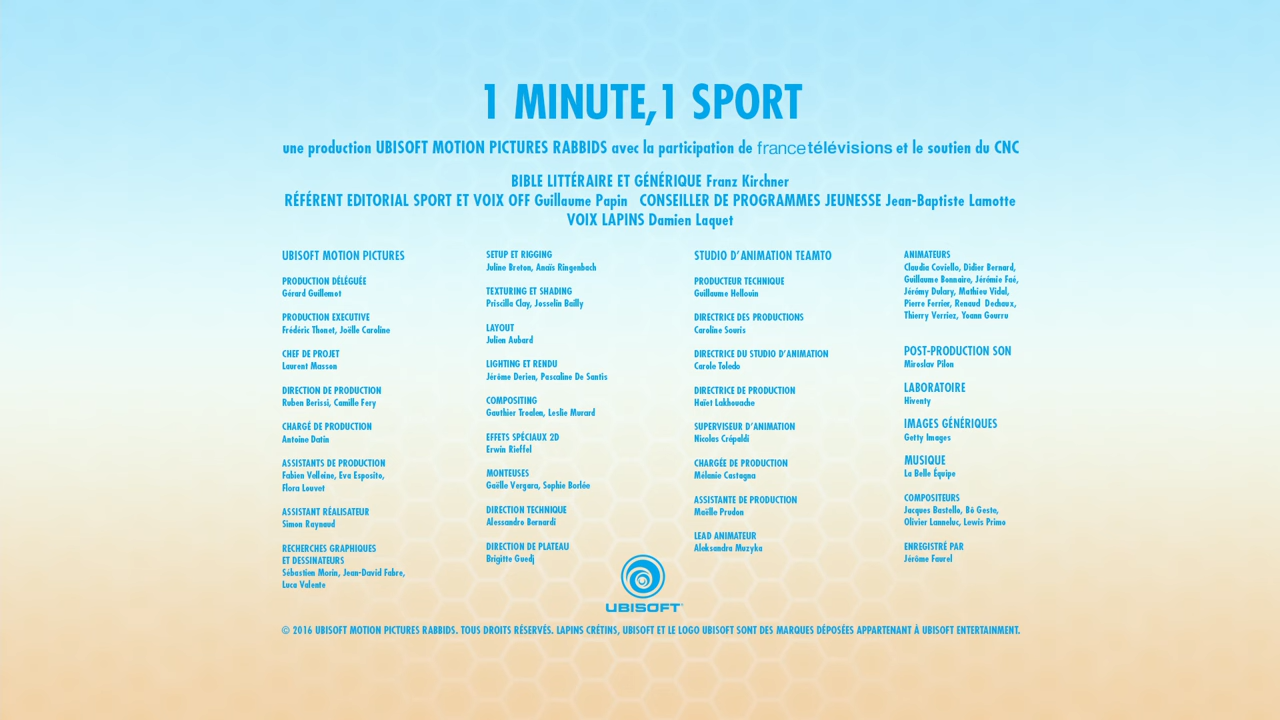 1 MINUTE,1 SPORT
une production UBISOFT MOTION PICTURES RABBIDS avec la participation de francetélévisions et le soutien du CNC
BIBLE LITTÉRAIRE ET GÉNÉRIQUE Franz Kirchner
RÉFÉRENT EDITORIAL SPORT ET VOIX OFF Guillaume Papin CONSEILLER DE PROGRAMMES JEUNESSE Jean-Baptiste Lamotte
VOIX LAPINS Damien Laquet
UBISOFT MOTION PICTURES
PRODUCTION DÉLÉGUÉE
Gérard Guillemot
PRODUCTION EXECUTIVE
Frédéric Thonet, Joëlle Caroline
CHEF DE PROJET
Laurent Masson
DIRECTION DE PRODUCTION
Ruben Berissi, Camille Fery
CHARGÉ DE PRODUCTION
Antoine Datin
ASSISTANTS DE PRODUCTION
Fabien Velleine, Eva Esposito,
Flora Louvet
ASSISTANT RÉALISATEUR
Simon Raynaud
RECHERCHES GRAPHIQUES
ET DESSINATEURS
Sébastien Morin, Jean-David Fabre,
Luca Valente
SETUP ET RIGGING
Juline Breton, Anaïs Ringenbach
TEXTURING ET SHADING
Priscilla Clay, Josselin Bailly
LAYOUT
Julien Aubard
LIGHTING ET RENDU
Jérôme Derien, Pascaline De Santis
COMPOSITING
Gauthier Troalen, Leslie Murard
EFFETS SPÉCIAUX 2D
Erwin Rieffel
MONTEUSES
Gaëlle Vergara, Sophie Borlée
DIRECTION TECHNIQUE
Alessandro Bernardi
DIRECTION DE PLATEAU
Brigitte Guedj
STUDIO D'ANIMATION TEAMTO
PRODUCTEUR TECHNIQUE
Guillaume Hellouin
DIRECTRICE DES PRODUCTIONS
Caroline Souris
DIRECTRICE DU STUDIO D'ANIMATION
Carole Toledo
DIRECTRICE DE PRODUCTION
Haïet Lakhouache
SUPERVISEUR D'ANIMATION
Nicolas Crépaldi
CHARGÉE DE PRODUCTION
Mélanie Castagna
ASSISTANTE DE PRODUCTION
Maëlle Prudon
LEAD ANIMATEUR
Aleksandra Muzyka
ANIMATEURS
Claudia Coviello, Didier Bernard,
Guillaume Bonnaire, Jérémie Faé,
Jérémy Dulary, Mathieu Vidal,
Pierre Ferrier, Renaud Dechaux,
Thierry Verriez, Yoann Gourru
POST-PRODUCTION SON
Miroslav Pilon
LABORATOIRE
Hiventy
IMAGES GÉNÉRIQUES
Getty Images
MUSIQUE
La Belle Équipe
COMPOSITEURS
Jacques Bastello, Bô Geste,
Olivier Lanneluc, Lewis Primo
ENREGISTRÉ PAR
Jérôme Faurel
UBISOFT
© 2016 UBISOFT MOTION PICTURES RABBIDS. TOUS DROITS RÉSERVÉS. LAPINS CRÉTINS, UBISOFT ET LE LOGO UBISOFT SONT DES MARQUES DÉPOSÉES APPARTENANT À UBISOFT ENTERTAINMENT.